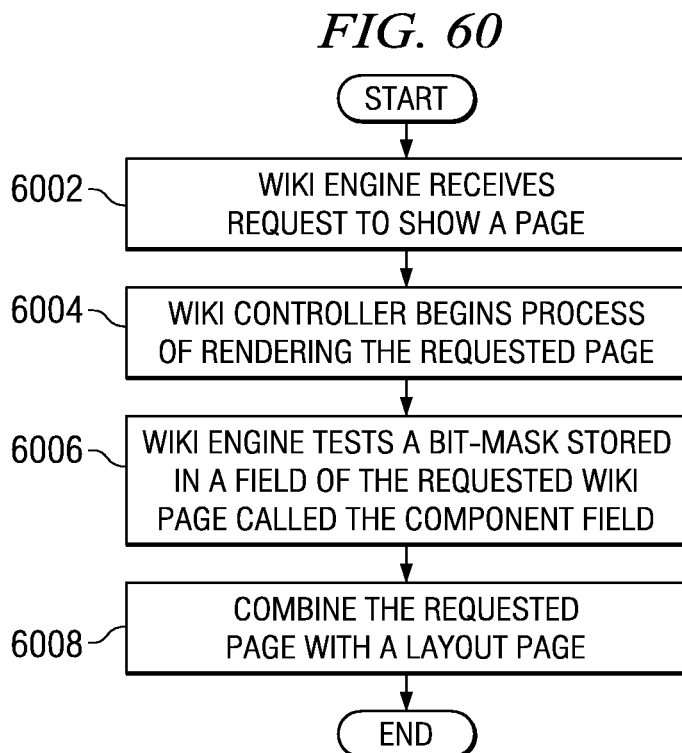 FIG. 60
START
6002
WIKI ENGINE RECEIVES
REQUEST TO SHOW A PAGE
6004
WIKI CONTROLLER BEGINS PROCESS
OF RENDERING THE REQUESTED PAGE
6006
WIKI ENGINE TESTS A BIT-MASK STORED
IN A FIELD OF THE REQUESTED WIKI
PAGE CALLED THE COMPONENT FIELD
6008
COMBINE THE REQUESTED
PAGE WITH A LAYOUT PAGE
END